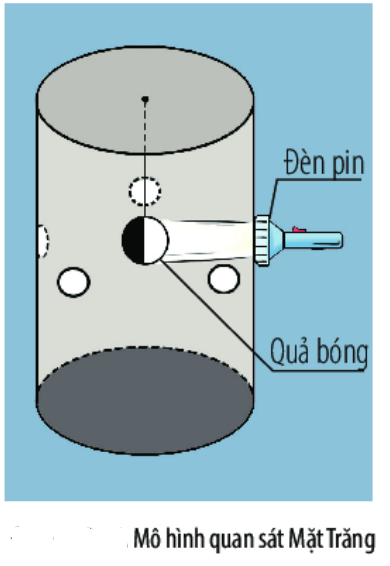 Đèn pin
Quả bóng
Mô hình quan sát Mặt Trăng